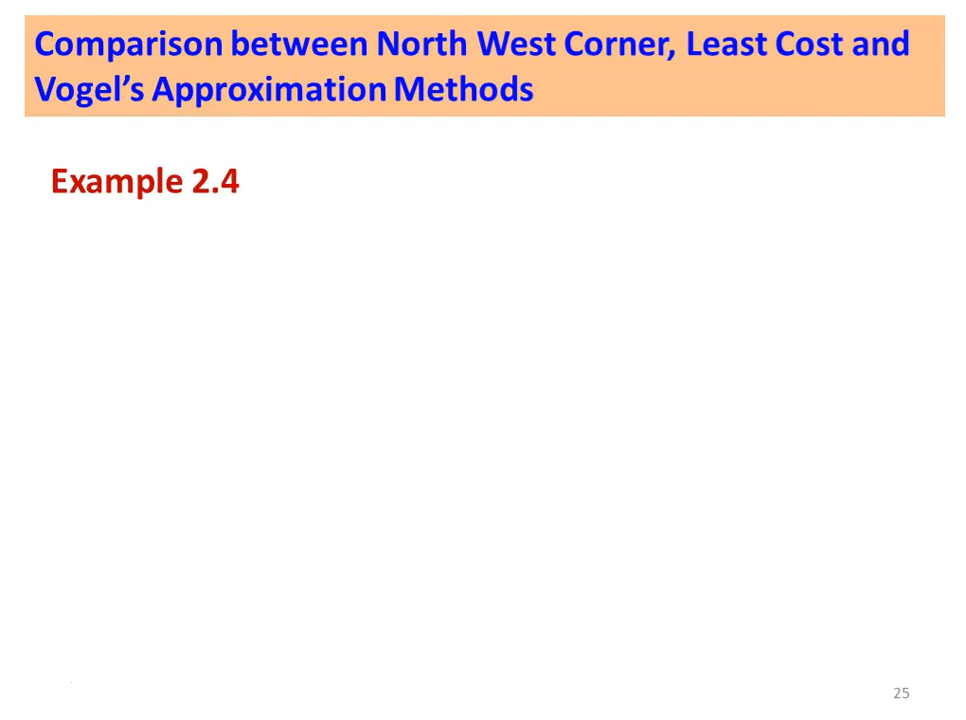 Comparison between North West Corner, Least Cost and
Vogel’s Approximation Methods
Example 2.4
25